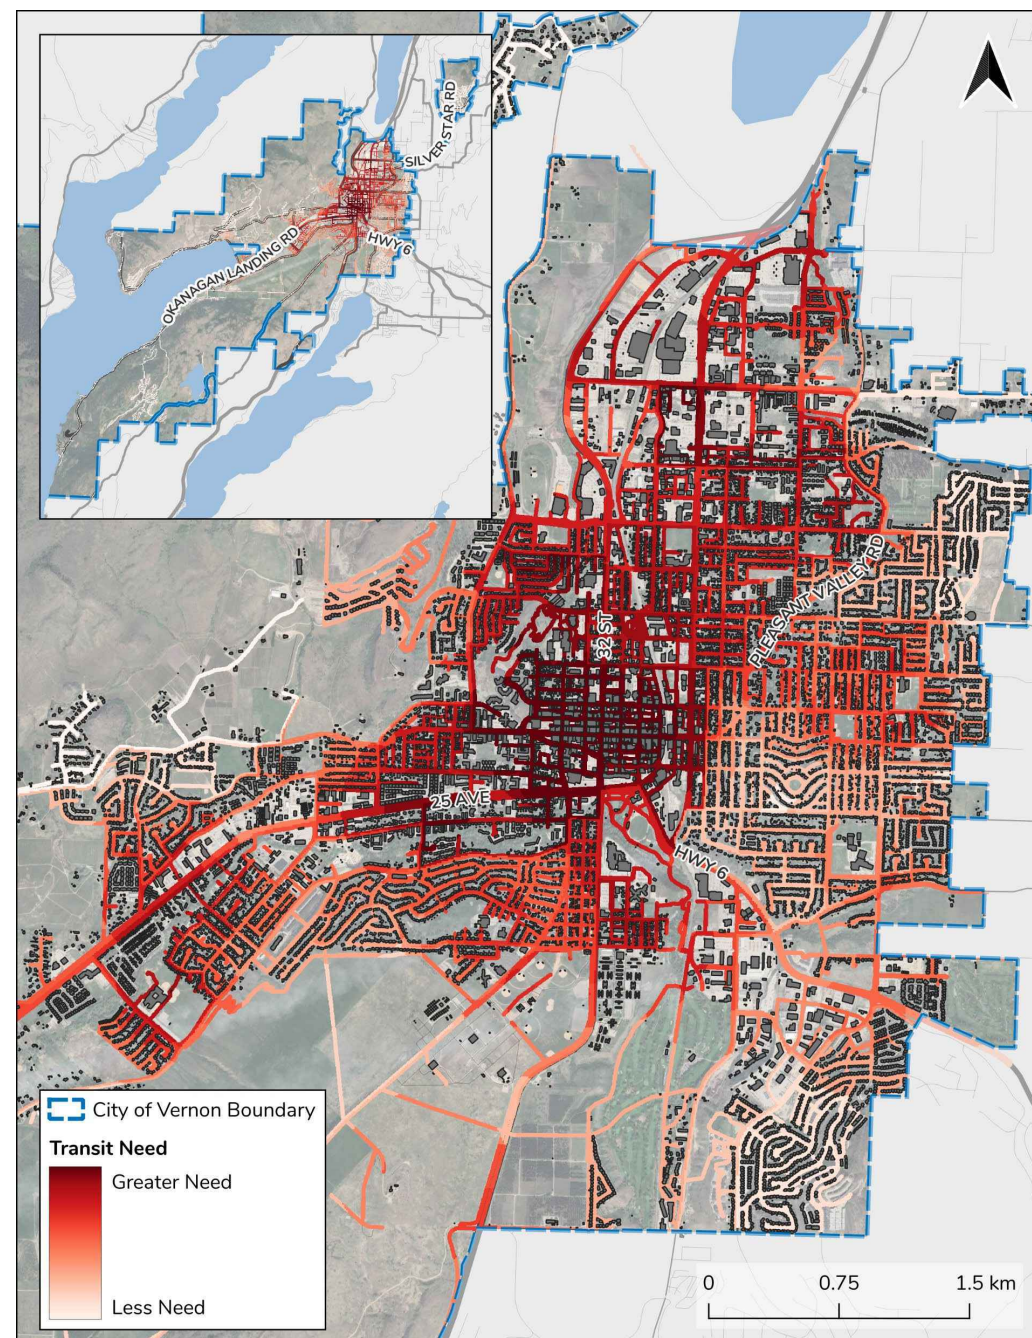 SILVER STAR RD
HWY 6
OKANAGAN LANDING RD
PLEASANT VALLEY RD
32 ST
25 AVE
HWY 6
City of Vernon Boundary
Transit Need
Greater Need
Less Need
0 0.75 1.5 km